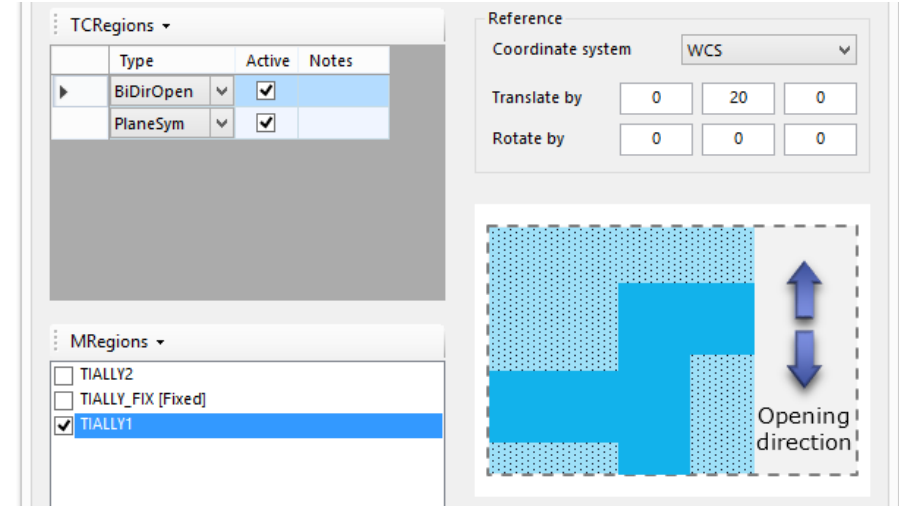 TCRegions
Type Active Notes
BiDirOpen
PlaneSym
MRegions
TIALLY2
TIALLY_FIX [Fixed]
TIALLY1
Reference
Coordinate system WCS
Translate by 0 20 0
Rotate by 0 0 0
Opening
direction